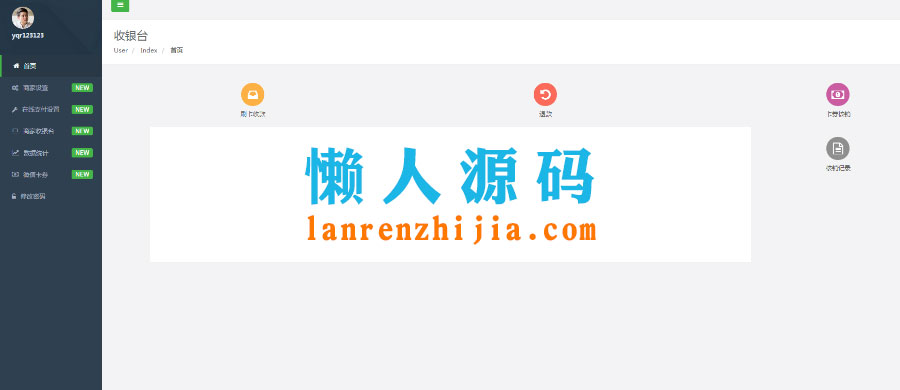 yqr123123
首页
商家设置 NEW
在线支付设置 NEW
商家收银台 NEW
数据统计 NEW
微信卡券 NEW
修改密码
收银台
User / Index / 首页
刷卡收款
退款
卡券核销
核销记录
懒人源码
lanrenzhijia.com